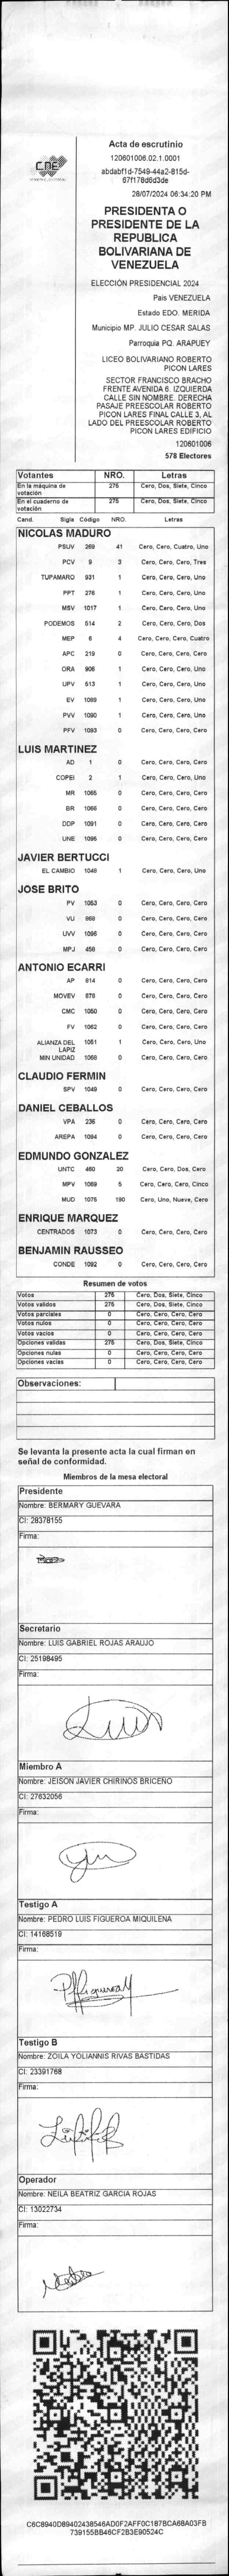 CNE
Acta de escrutinio
120601006.02.1.0001
abdabf1d-7549-44a2-815d-
67f178d6d3de
28/07/2024 06:34:20 PM
PRESIDENTA O
PRESIDENTE DE LA
REPUBLICA
BOLIVARIANA DE
VENEZUELA
ELECCIÓN PRESIDENCIAL 2024
Pais VENEZUELA
Estado EDO. MERIDA
Municipio MP. JULIO CESAR SALAS
Parroquia PQ. ARAPUEY
LICEO BOLIVARIANO ROBERTO
PICON LARES
SECTOR FRANCISCO BRACHO
FRENTE AVENIDA 6. IZQUIERDA
CALLE SIN NOMBRE. DERECHA
PASAJE PREESCOLAR ROBERTO
PICON LARES FINAL CALLE 3, AL
LADO DEL PREESCOLAR ROBERTO
PICON LARES EDIFICIO
120601006
578 Electores
Votantes NRO. Letras
En la máquina de votación 275 Cero, Dos, Siete, Cinco
En el cuaderno de votación 275 Cero, Dos, Siete, Cinco
Cand. Sigla Código NRO. Letras
NICOLAS MADURO
PSUV 269 41 Cero, Cero, Cuatro, Uno
PCV 9 3 Cero, Cero, Cero, Tres
TUPAMARO 931 1 Cero, Cero, Cero, Uno
PPT 276 1 Cero, Cero, Cero, Uno
MSV 1017 1 Cero, Cero, Cero, Uno
PODEMOS 514 2 Cero, Cero, Cero, Dos
MEP 6 4 Cero, Cero, Cero, Cuatro
APC 219 0 Cero, Cero, Cero, Cero
ORA 906 1 Cero, Cero, Cero, Uno
UPV 513 1 Cero, Cero, Cero, Uno
EV 1089 1 Cero, Cero, Cero, Uno
PVV 1090 1 Cero, Cero, Cero, Uno
PFV 1093 0 Cero, Cero, Cero, Cero
LUIS MARTINEZ
AD 1 0 Cero, Cero, Cero, Cero
COPEI 2 1 Cero, Cero, Cero, Uno
MR 1065 0 Cero, Cero, Cero, Cero
BR 1066 0 Cero, Cero, Cero, Cero
DDP 1091 0 Cero, Cero, Cero, Cero
UNE 1095 0 Cero, Cero, Cero, Cero
JAVIER BERTUCCI
EL CAMBIO 1048 1 Cero, Cero, Cero, Uno
JOSE BRITO
PV 1053 0 Cero, Cero, Cero, Cero
VU 868 0 Cero, Cero, Cero, Cero
UVV 1096 0 Cero, Cero, Cero, Cero
MPJ 458 0 Cero, Cero, Cero, Cero
ANTONIO ECARRI
AP 814 0 Cero, Cero, Cero, Cero
MOVEV 878 0 Cero, Cero, Cero, Cero
CMC 1050 0 Cero, Cero, Cero, Cero
FV 1062 0 Cero, Cero, Cero, Cero
ALIANZA DEL LAPIZ 1051 1 Cero, Cero, Cero, Uno
MIN UNIDAD 1058 0 Cero, Cero, Cero, Cero
CLAUDIO FERMIN
SPV 1049 0 Cero, Cero, Cero, Cero
DANIEL CEBALLOS
VPA 236 0 Cero, Cero, Cero, Cero
AREPA 1094 0 Cero, Cero, Cero, Cero
EDMUNDO GONZALEZ
UNTC 460 20 Cero, Cero, Dos, Cero
MPV 1069 5 Cero, Cero, Cero, Cinco
MUD 1075 190 Cero, Uno, Nueve, Cero
ENRIQUE MARQUEZ
CENTRADOS 1073 0 Cero, Cero, Cero, Cero
BENJAMIN RAUSSEO
CONDE 1092 0 Cero, Cero, Cero, Cero
Resumen de votos
Votos 275 Cero, Dos, Siete, Cinco
Votos validos 275 Cero, Dos, Siete, Cinco
Votos parciales 0 Cero, Cero, Cero, Cero
Votos nulos 0 Cero, Cero, Cero, Cero
Votos vacios 0 Cero, Cero, Cero, Cero
Opciones validas 275 Cero, Dos, Siete, Cinco
Opciones nulas 0 Cero, Cero, Cero, Cero
Opciones vacias 0 Cero, Cero, Cero, Cero
Observaciones:
Se levanta la presente acta la cual firman en
señal de conformidad.
Miembros de la mesa electoral
Presidente
Nombre: BERMARY GUEVARA
CI: 28378155
Firma:
Secretario
Nombre: LUIS GABRIEL ROJAS ARAUJO
CI: 25198495
Firma:
Miembro A
Nombre: JEISON JAVIER CHIRINOS BRICEÑO
CI: 27632056
Firma:
Testigo A
Nombre: PEDRO LUIS FIGUEROA MIQUILENA
CI: 14168519
Firma:
Testigo B
Nombre: ZOILA YOLIANNIS RIVAS BASTIDAS
CI: 23391768
Firma:
Operador
Nombre: NEILA BEATRIZ GARCIA ROJAS
CI: 13022734
Firma:
C6C8940D89402438546AD0F2AFF0C187BCA68A03FB
739155BB46CF2B3E90524C